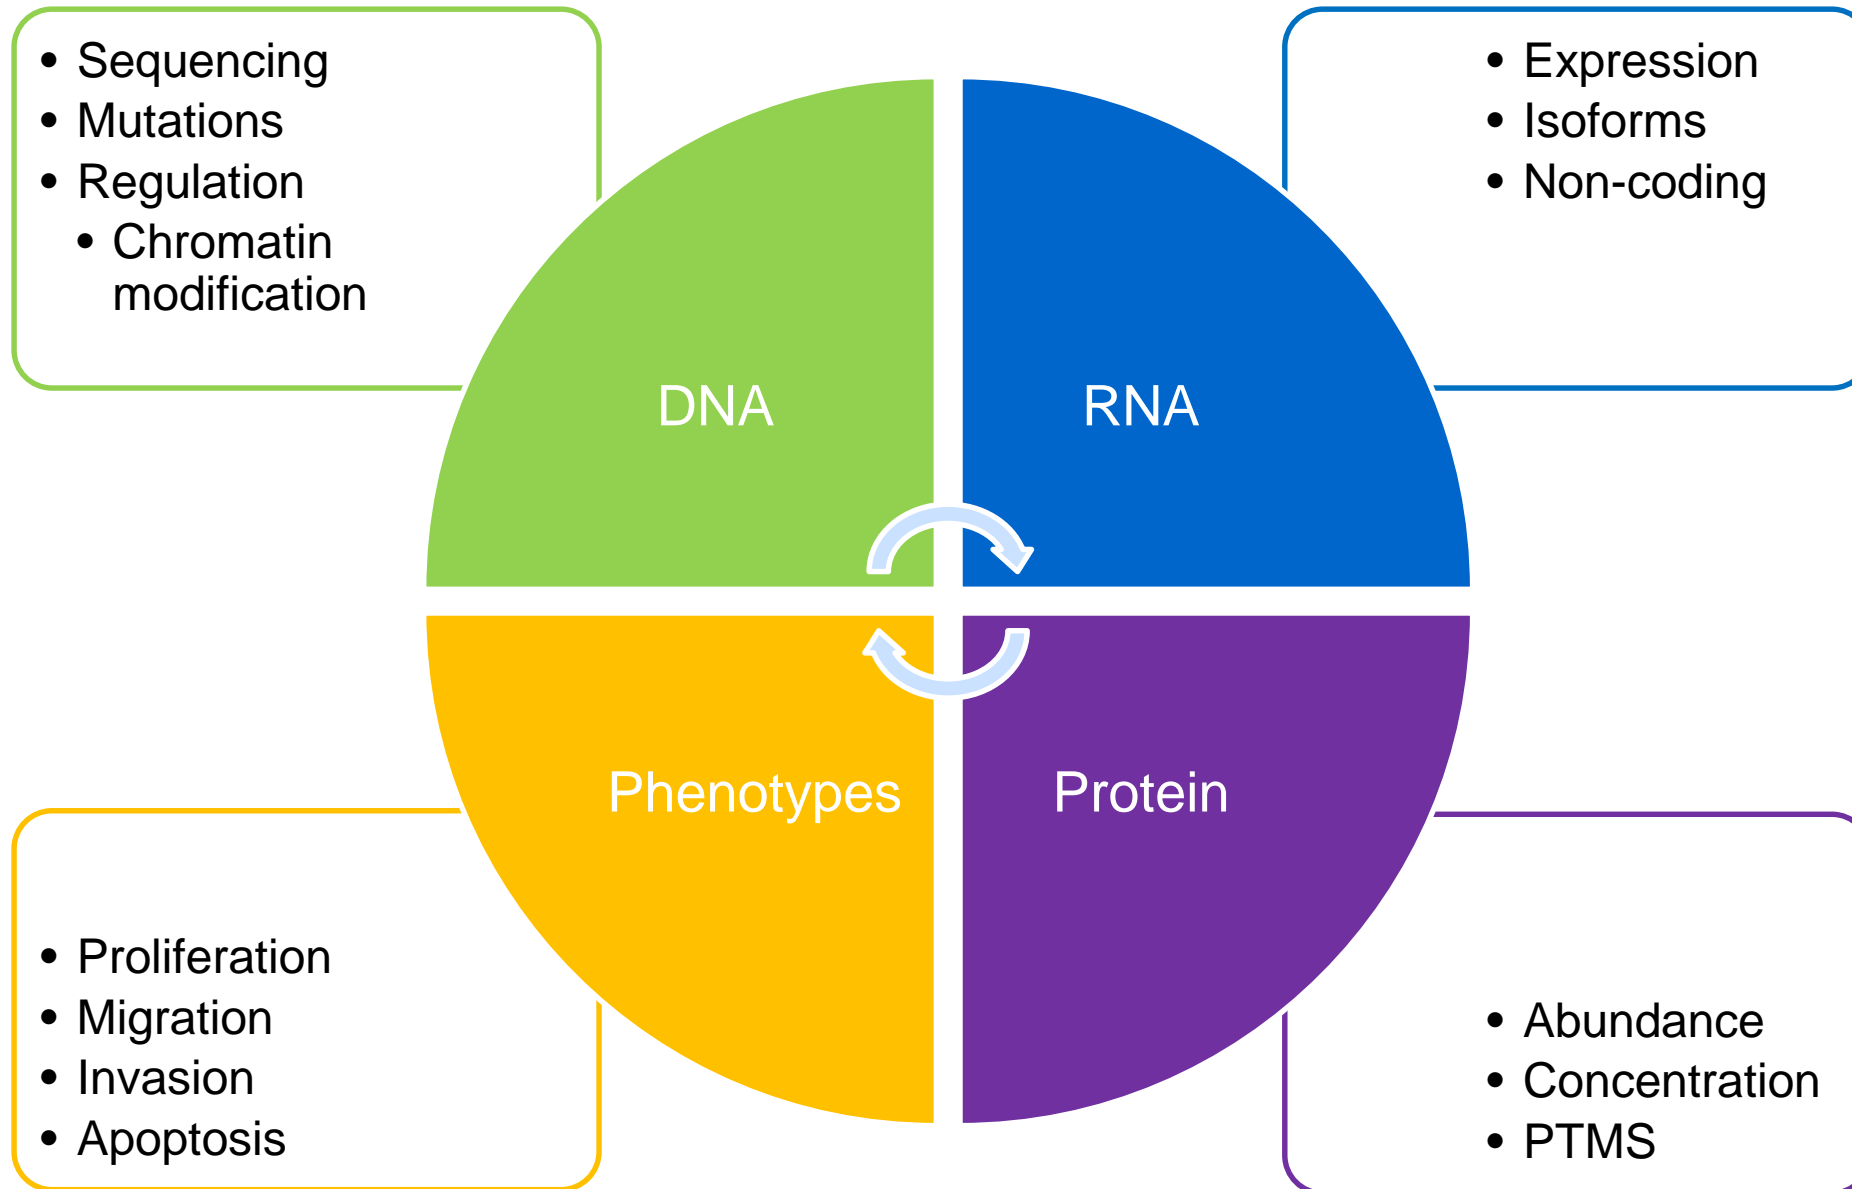 • Sequencing
• Mutations
• Regulation
• Chromatin
modification
• Expression
• Isoforms
• Non-coding
DNA
RNA
Phenotypes
Protein
• Proliferation
• Migration
• Invasion
• Apoptosis
• Abundance
• Concentration
• PTMS